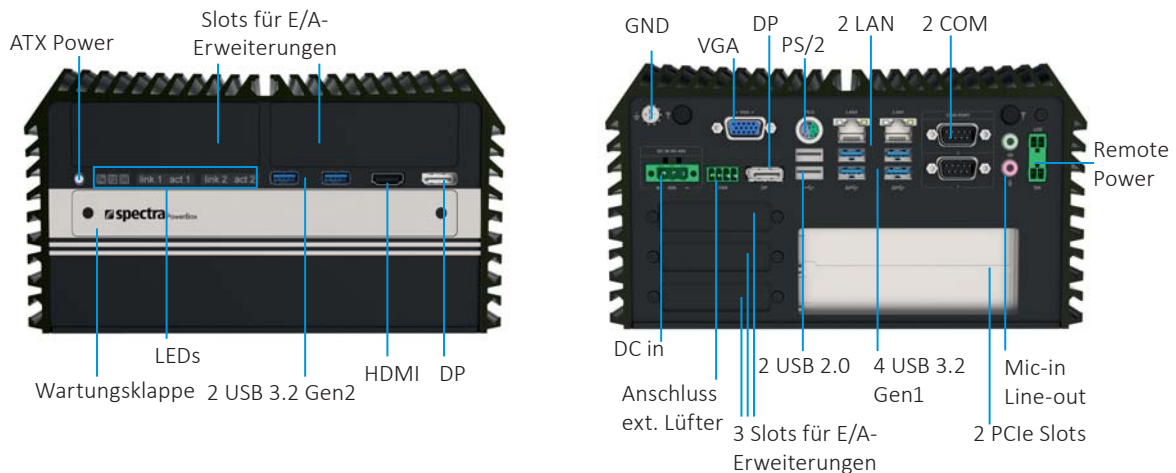 Slots für E/A-
Erweiterungen
ATX Power
link 1 act 1 link 2 act 2
spectra PowerBox
LEDs
Wartungsklappe
2 USB 3.2 Gen2
HDMI
DP
GND
VGA
DP
PS/2
2 LAN
2 COM
Remote
Power
DC in
Anschluss
ext. Lüfter
2 USB 2.0
4 USB 3.2
Gen1
Mic-in
Line-out
3 Slots für E/A-
Erweiterungen
2 PCIe Slots